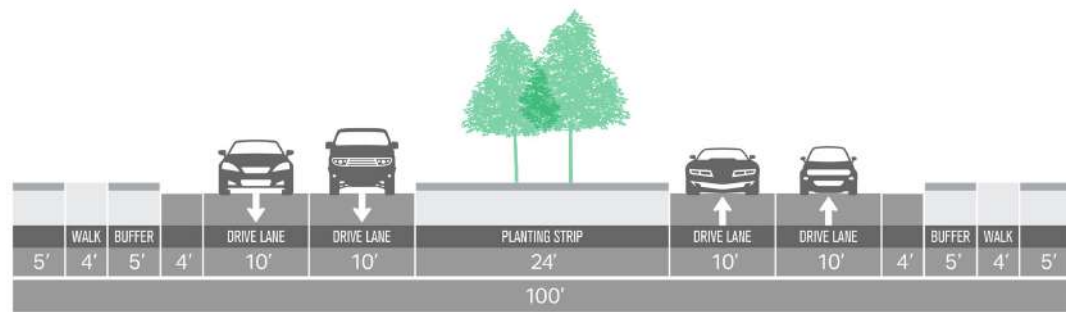 WALK BUFFER DRIVE LANE DRIVE LANE PLANTING STRIP DRIVE LANE DRIVE LANE BUFFER WALK
5' 4' 5' 4' 10' 10' 24' 10' 10' 4' 5' 4' 5'
100'